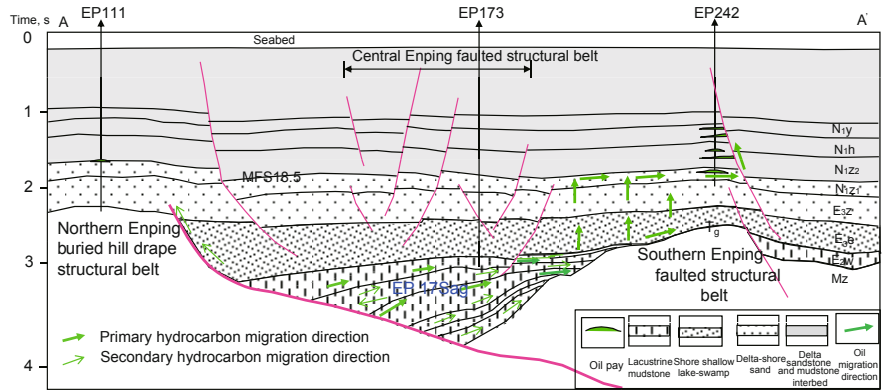 EP111
EP173
EP242
Time, s
A
A'
0
Seabed
Central Enping faulted structural belt
1
N₁y
N₁h
MFS18.5
N₁z₂
2
N₁z₁
E₃z
Northern Enping
buried hill drape
structural belt
Tg
E₃e
3
Southern Enping
faulted structural
belt
E₂w
EP 17Sag
Mz
Primary hydrocarbon migration direction
Secondary hydrocarbon migration direction
4
Oil pay
Lacustrine
mudstone
Shore shallow
lake-swamp
Delta-shore
sand
Delta
sandstone
and mudstone
interbed
Oil
migration
direction